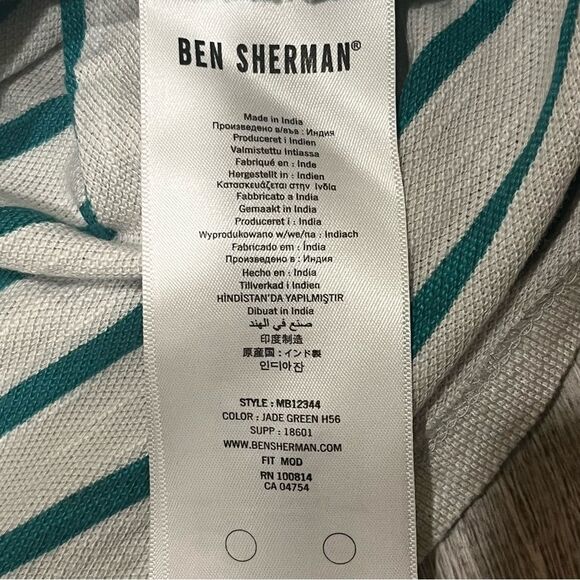 BEN SHERMAN®
Made in India
Произведено в/във : Индия
Produceret i Indien
Valmistettu Intiassa
Fabriqué en : Inde
Hergestellt in : Indien
Κατασκευάζεται στην Ινδία
Fabbricato a India
Gemaakt in India
Produceret i : India
Wyprodukowano w/we/na : Indiach
Fabricado em : Índia
Произведено в : Индия
Hecho en : India
Tiliverkad i Indien
HİNDİSTAN'DA YAPILMIŞTIR
Dibuat in India
صنع في الهند
印度制造
原産国：インド製
인디아잔
STYLE : MB12344
COLOR : JADE GREEN H56
SUPP : 18601
WWW.BENSHERMAN.COM
FIT MOD
RN 100814
CA 04754